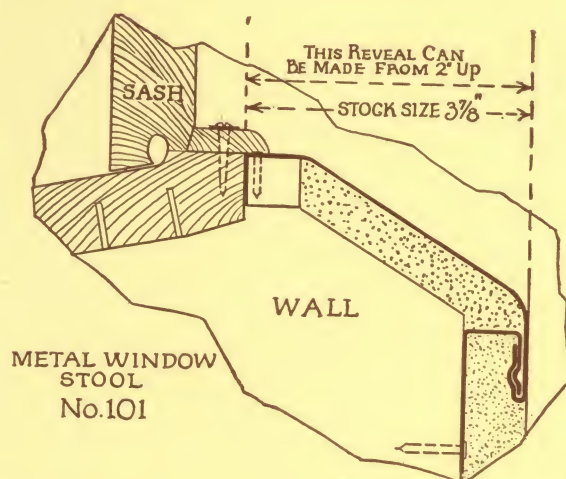 THIS REVEAL CAN
BE MADE FROM 2" UP
STOCK SIZE 3⅞"
SASH
WALL
METAL WINDOW
STOOL
No.101